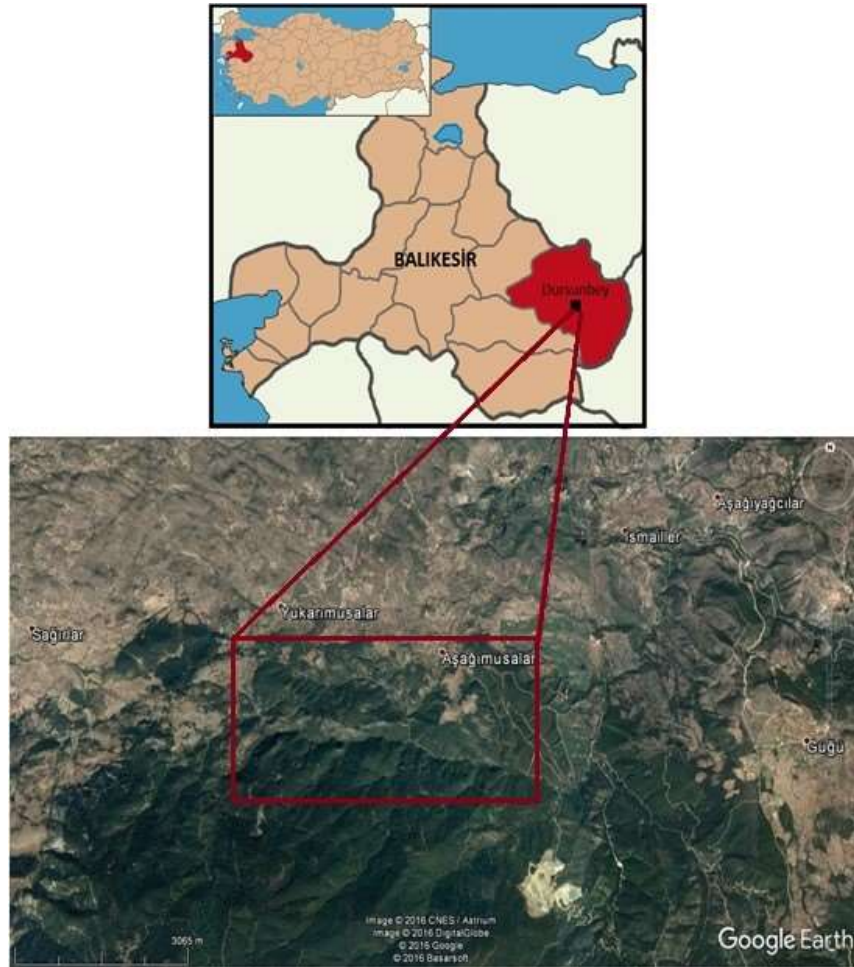 BALIKESİR
Dursunbey
N
Aşağıyağcılar
İsmailler
Yukarımusalar
Sağırlar
Aşağımusalar
Güğü
Image © 2016 CNES / Astrium
Image © 2016 DigitalGlobe
© 2016 Google
© 2016 Basarsoft
3065 m
Google Earth